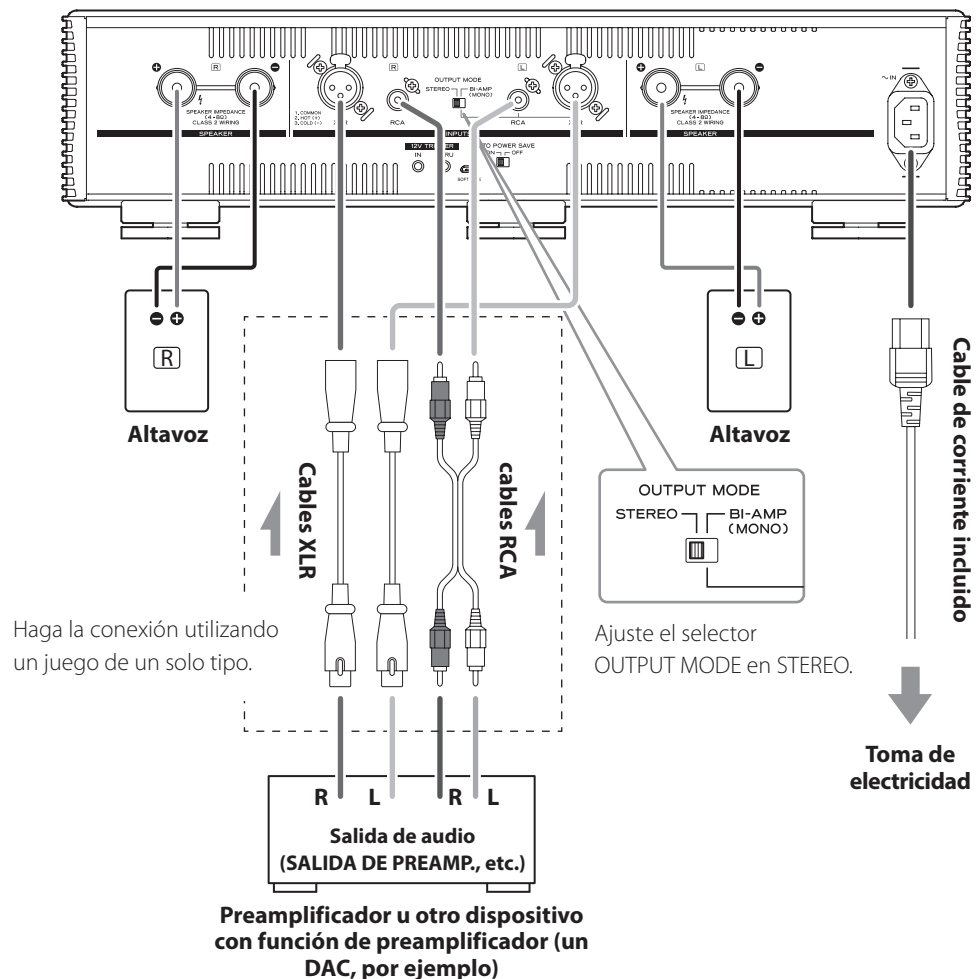 R
L
OUTPUT MODE
STEREO
BI-AMP
(MONO)
~ IN
SPEAKER IMPEDANCE
(4 - 8Ω)
CLASS 2 WIRING
SPEAKER
1. COMMON
2. HOT (+)
3. COLD (–)
RCA
INPUTS
RCA
R
L
SPEAKER IMPEDANCE
(4 - 8Ω)
CLASS 2 WIRING
SPEAKER
12V
IN
POWER SAVE
OFF
R
Altavoz
L
Altavoz
Cables XLR
cables RCA
Cable de corriente incluido
OUTPUT MODE
STEREO
BI-AMP
(MONO)
Haga la conexión utilizando
un juego de un solo tipo.
Ajuste el selector
OUTPUT MODE en STEREO.
Toma de
electricidad
R L R L
Salida de audio
(SALIDA DE PREAMP., etc.)
Preamplificador u otro dispositivo
con función de preamplificador (un
DAC, por ejemplo)